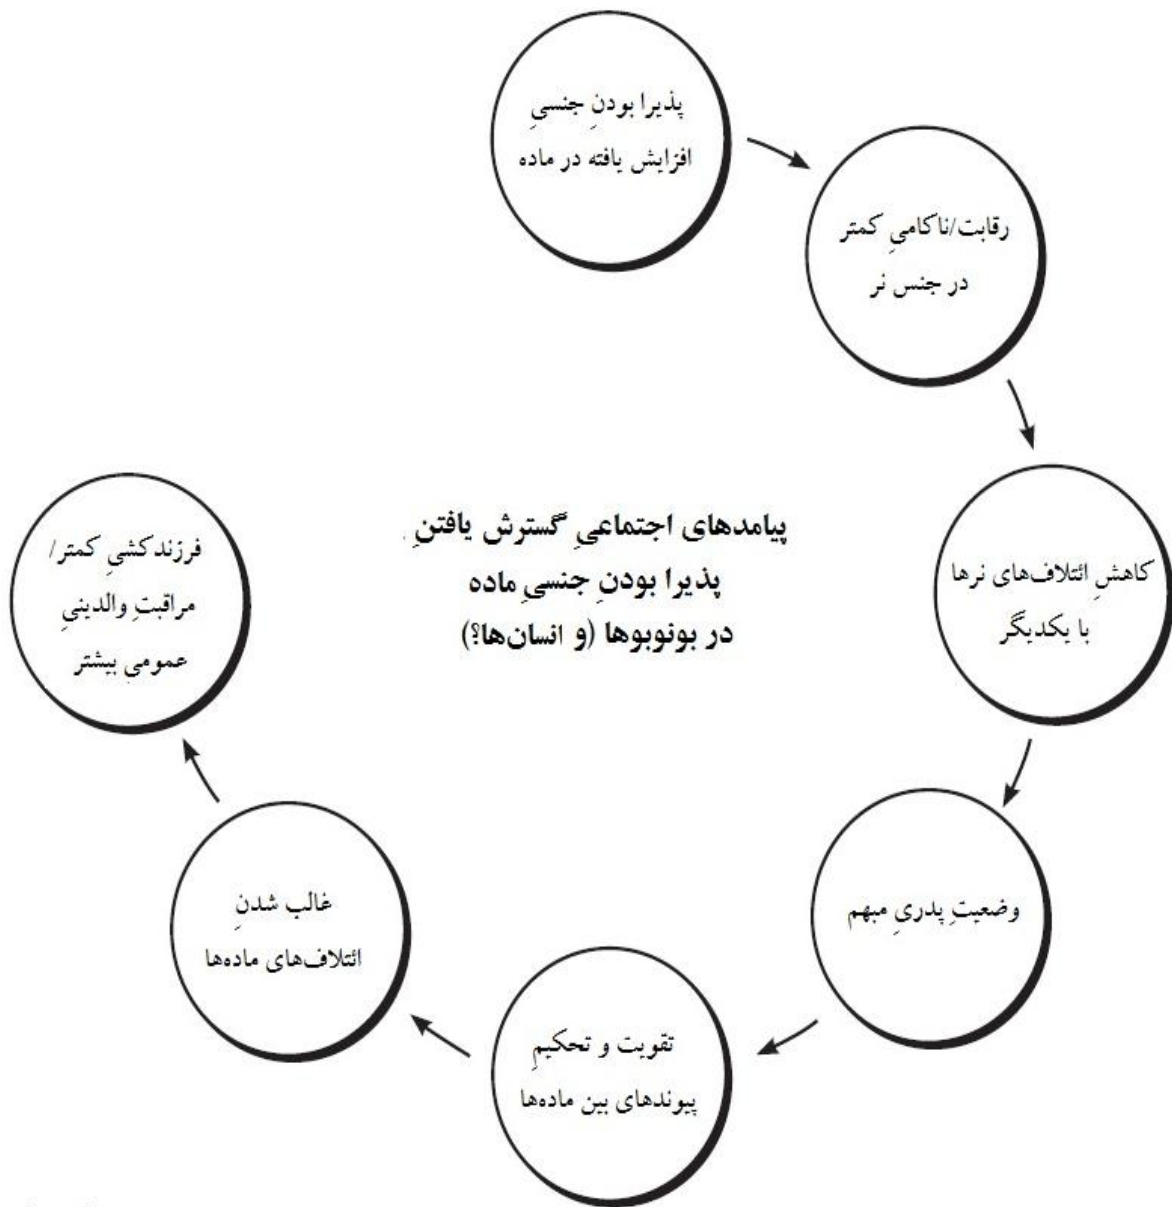 پذیرا بودنِ جنسیِ
افزایش یافته در ماده
رقابت/ناکامیِ کمتر
در جنس نر
کاهشِ ائتلاف‌های نرها
با یکدیگر
وضعیتِ پدریِ مبهم
تقویت و تحکیمِ
پیوندهای بین ماده‌ها
غالب شدنِ
ائتلاف‌های ماده‌ها
فرزندکشیِ کمتر/
مراقبتِ والدینیِ
عمومیِ بیشتر
پیامدهای اجتماعیِ گسترش یافتنِ
پذیرا بودنِ جنسیِ ماده
در بونوبوها (و انسان‌ها؟)